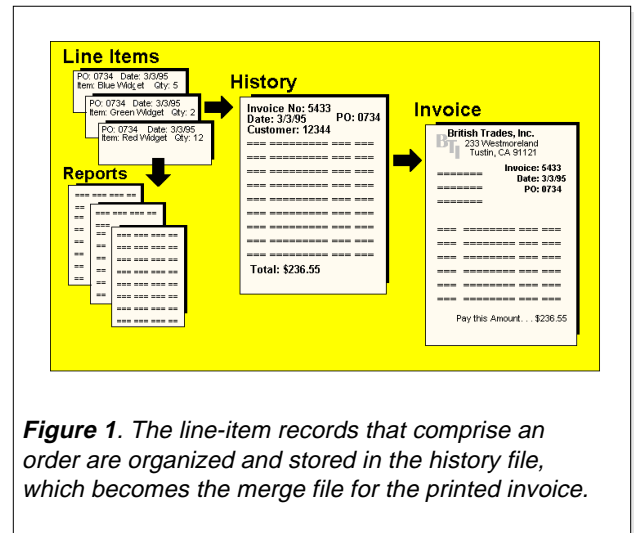 Line Items
PO: 0734 Date: 3/3/95
Item: Blue Widget Qty: 5
PO: 0734 Date: 3/3/95
Item: Green Widget Qty: 2
PO: 0734 Date: 3/3/95
Item: Red Widget Qty: 12
Reports
History
Invoice No: 5433
Date: 3/3/95 PO: 0734
Customer: 12344
Total: $236.55
Invoice
BTI
British Trades, Inc.
233 Westmoreland
Tustin, CA 91121
Invoice: 5433
Date: 3/3/95
PO: 0734
Pay this Amount. . . $236.55
Figure 1. The line-item records that comprise an
order are organized and stored in the history file,
which becomes the merge file for the printed invoice.